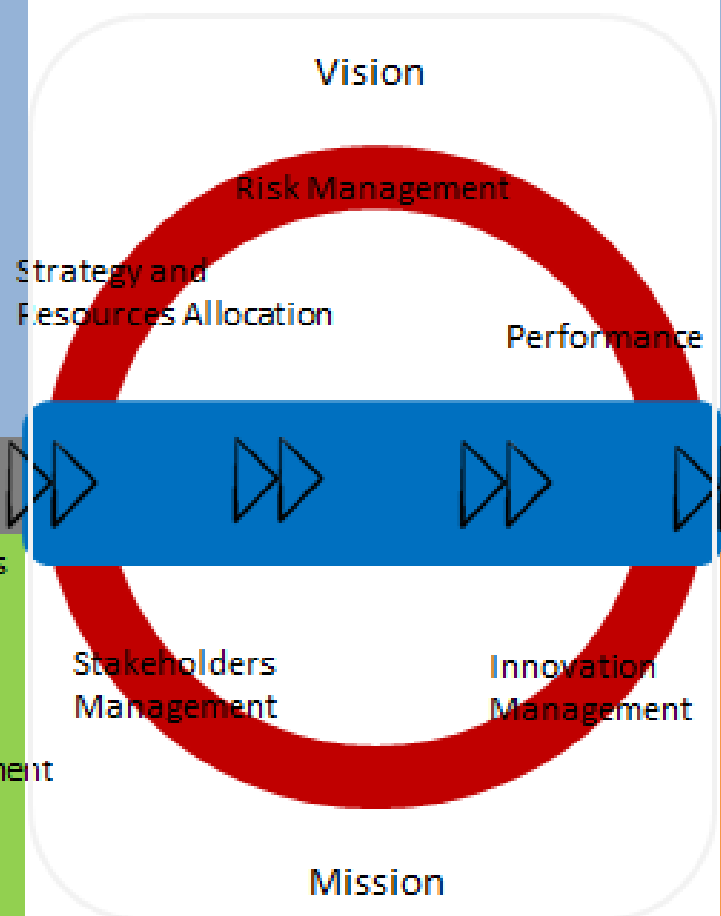 Vision
Risk Management
Strategy and
Resources Allocation
Performance
Stakeholders
Management
Innovation
Management
Mission